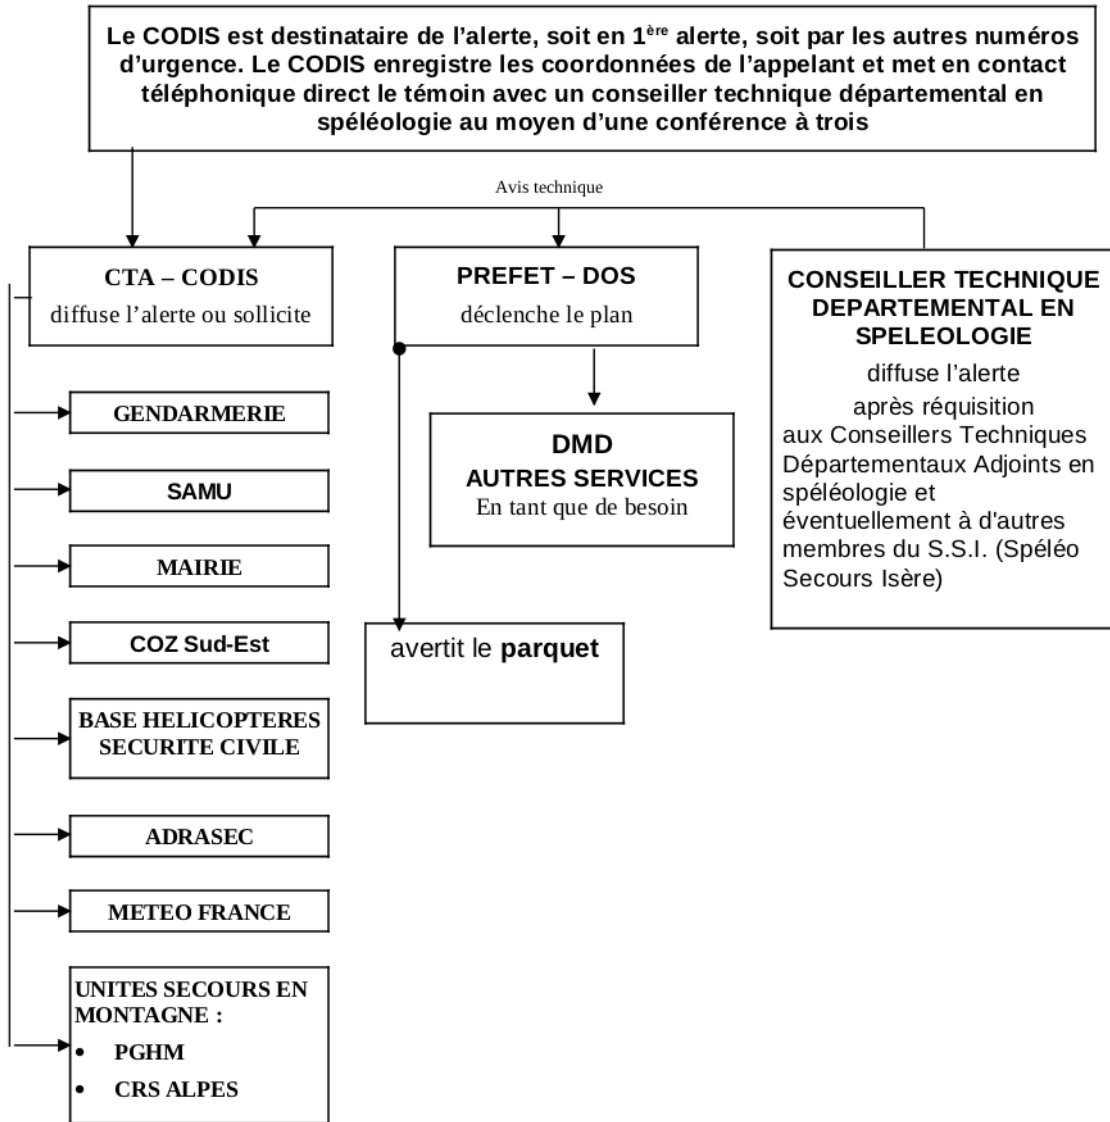 Le CODIS est destinataire de l’alerte, soit en 1ère alerte, soit par les autres numéros
d’urgence. Le CODIS enregistre les coordonnées de l’appelant et met en contact
téléphonique direct le témoin avec un conseiller technique départemental en
spéléologie au moyen d’une conférence à trois
Avis technique
CTA – CODIS
diffuse l’alerte ou sollicite
PREFET – DOS
déclenche le plan
CONSEILLER TECHNIQUE
DEPARTEMENTAL EN
SPELEOLOGIE
diffuse l’alerte
après réquisition
aux Conseillers Techniques
Départementaux Adjoints en
spéléologie et
éventuellement à d'autres
membres du S.S.I. (Spéléo
Secours Isère)
GENDARMERIE
SAMU
MAIRIE
COZ Sud-Est
BASE HELICOPTERES
SECURITE CIVILE
ADRASEC
METEO FRANCE
UNITES SECOURS EN
MONTAGNE :
• PGHM
• CRS ALPES
DMD
AUTRES SERVICES
En tant que de besoin
avertit le parquet